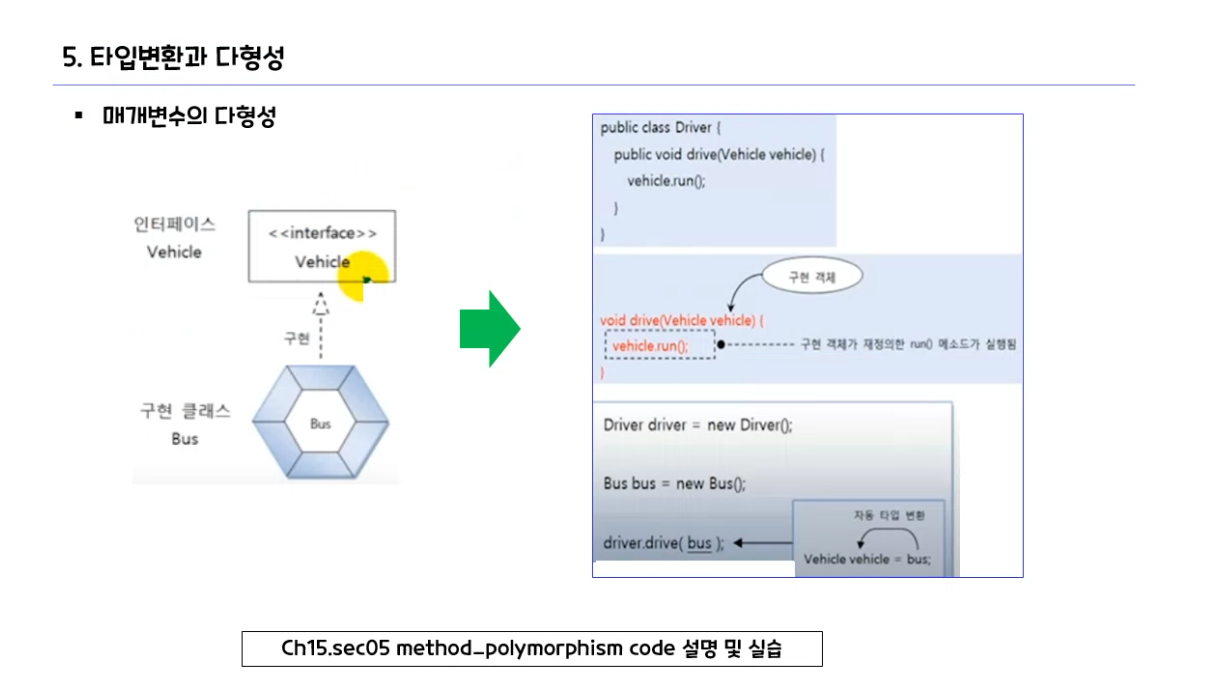 5. 타입변환과 다형성
▪ 매개변수의 다형성
인터페이스
Vehicle
<<interface>>
Vehicle
구현
구현 클래스
Bus
Bus
public class Driver {
public void drive(Vehicle vehicle) {
vehicle.run();
}
}
구현 객체
void drive(Vehicle vehicle) {
vehicle.run();
구현 객체가 재정의한 run() 메소드가 실행됨
}
Driver driver = new Dirver();
Bus bus = new Bus();
driver.drive( bus );
자동 타입 변환
Vehicle vehicle = bus;
Ch15.sec05 method_polymorphism code 설명 및 실습